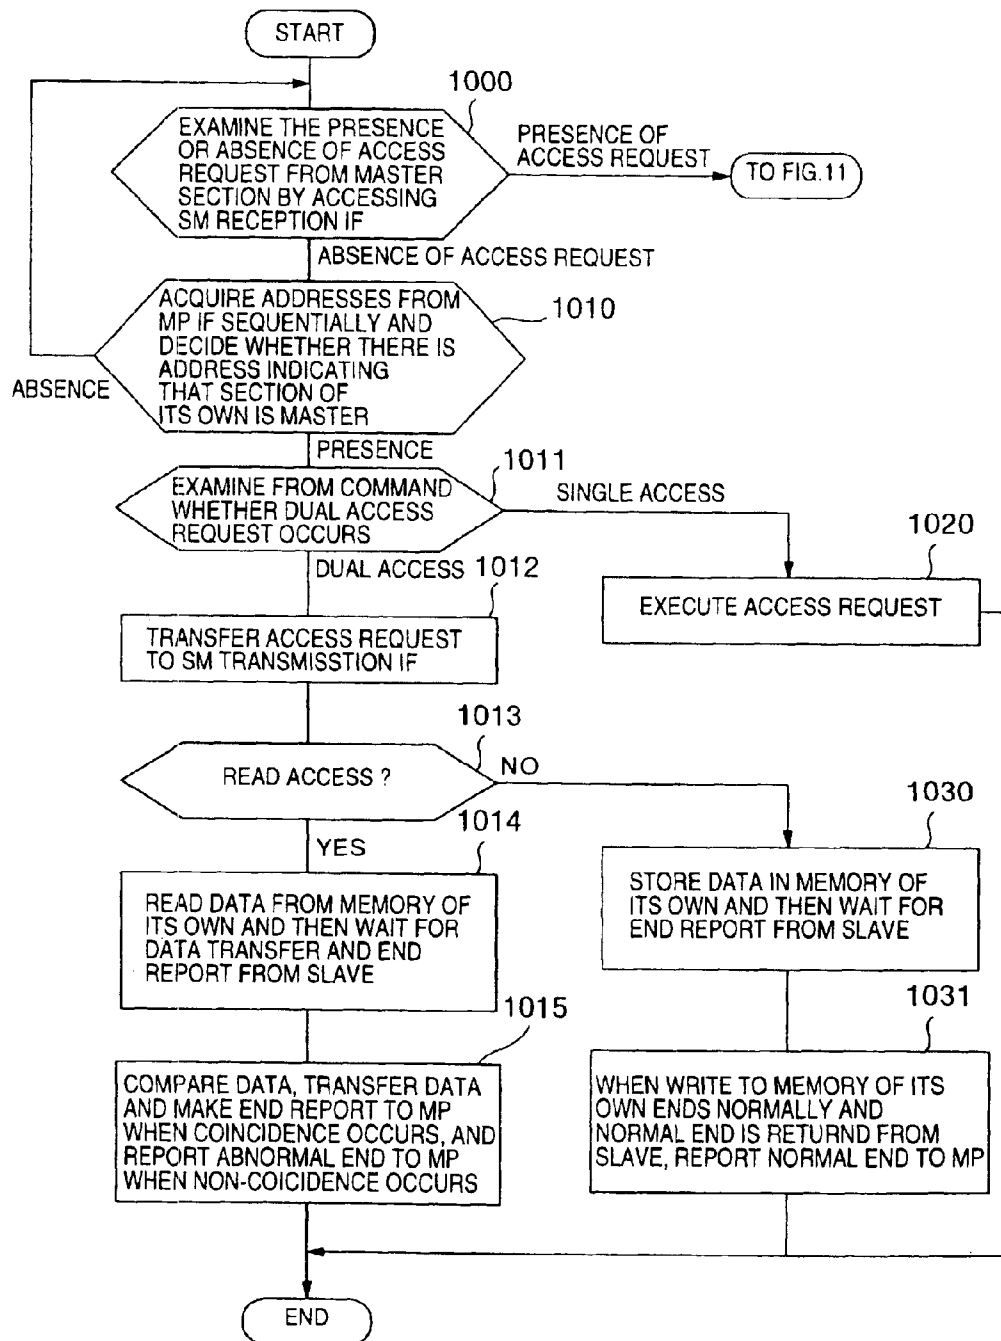 START
1000
EXAMINE THE PRESENCE
OR ABSENCE OF ACCESS
REQUEST FROM MASTER
SECTION BY ACCESSING
SM RECEPTION IF
PRESENCE OF
ACCESS REQUEST
TO FIG.11
ABSENCE OF ACCESS REQUEST
ACQUIRE ADDRESSES FROM
MP IF SEQUENTIALLY AND
DECIDE WHETHER THERE IS
ADDRESS INDICATING
THAT SECTION OF
ITS OWN IS MASTER
1010
ABSENCE
PRESENCE
1011
EXAMINE FROM COMMAND
WHETHER DUAL ACCESS
REQUEST OCCURS
SINGLE ACCESS
1020
EXECUTE ACCESS REQUEST
DUAL ACCESS
1012
TRANSFER ACCESS REQUEST
TO SM TRANSMISSTION IF
1013
READ ACCESS ?
NO
YES
1014
READ DATA FROM MEMORY OF
ITS OWN AND THEN WAIT FOR
DATA TRANSFER AND END
REPORT FROM SLAVE
1030
STORE DATA IN MEMORY OF
ITS OWN AND THEN WAIT FOR
END REPORT FROM SLAVE
1015
COMPARE DATA, TRANSFER DATA
AND MAKE END REPORT TO MP
WHEN COINCIDENCE OCCURS, AND
REPORT ABNORMAL END TO MP
WHEN NON-COICIDENCE OCCURS
1031
WHEN WRITE TO MEMORY OF ITS
OWN ENDS NORMALLY AND
NORMAL END IS RETURND FROM
SLAVE, REPORT NORMAL END TO MP
END